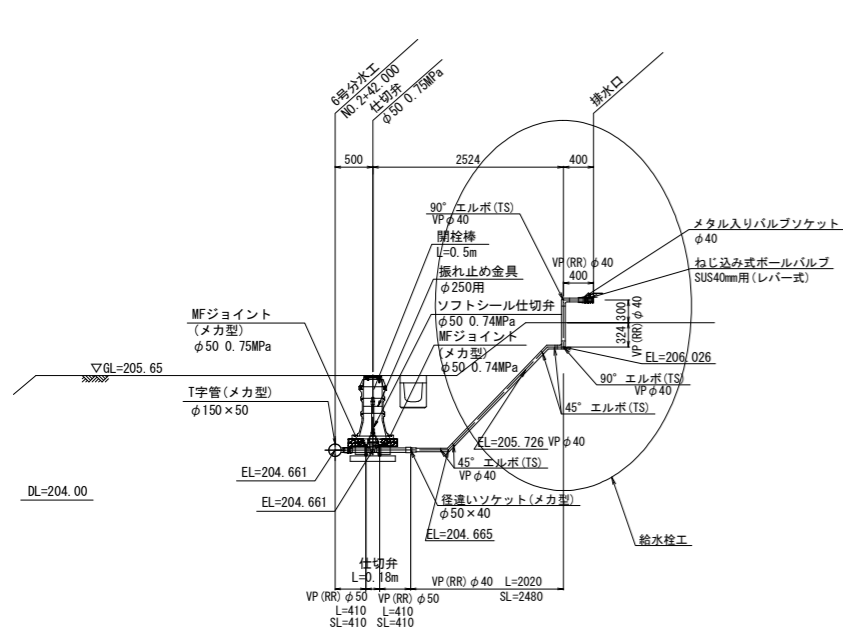 6号分水工
NO.2+42.000
仕切弁
φ50 0.75MPa
排水口
500
2524
400
90° エルボ(TS)
VPφ40
開栓棒
L=0.5m
振れ止め金具
φ250用
ソフトシール仕切弁
φ50 0.74MPa
MFジョイント
(メカ型)
φ50 0.75MPa
MFジョイント
(メカ型)
φ50 0.74MPa
メタル入りバルブソケット
φ40
VP(RR)φ40
400
ねじ込み式ボールバルブ
SUS40mm用(レバー式)
300
324
VP(RR)φ40
EL=206.026
90° エルボ(TS)
VPφ40
45° エルボ(TS)
VPφ40
▽GL=205.65
T字管(メカ型)
φ150×50
EL=205.726
45° エルボ(TS)
VPφ40
EL=204.661
EL=204.661
DL=204.00
径違いソケット(メカ型)
φ50×40
EL=204.665
給水栓工
仕切弁
L=0.18m
VP(RR)φ50
L=410
SL=410
VP(RR)φ50
L=410
SL=410
VP(RR)φ40 L=2020
SL=2480